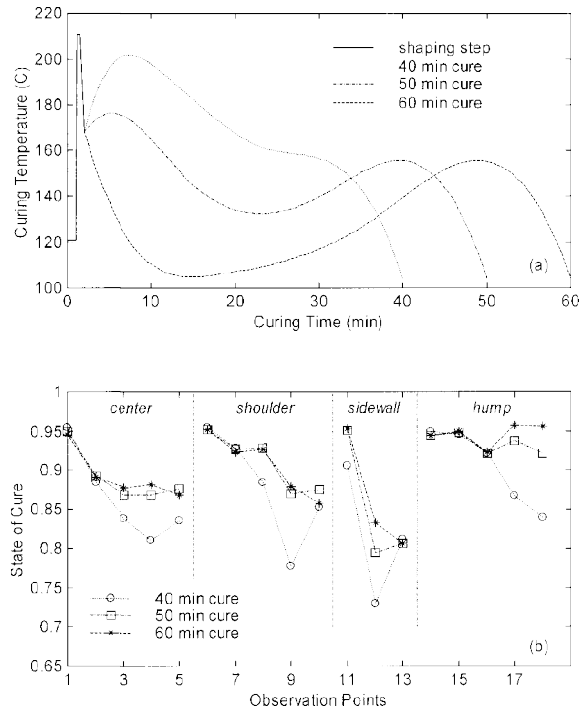 220
200
180
160
140
120
100
Curing Temperature (C)
shaping step
40 min cure
50 min cure
60 min cure
(a)
0 10 20 30 40 50 60
Curing Time (min)
1
0.95
0.9
0.85
0.8
0.75
0.7
0.65
State of Cure
center shoulder sidewall hump
40 min cure
50 min cure
60 min cure
(b)
1 3 5 7 9 11 13 15 17
Observation Points